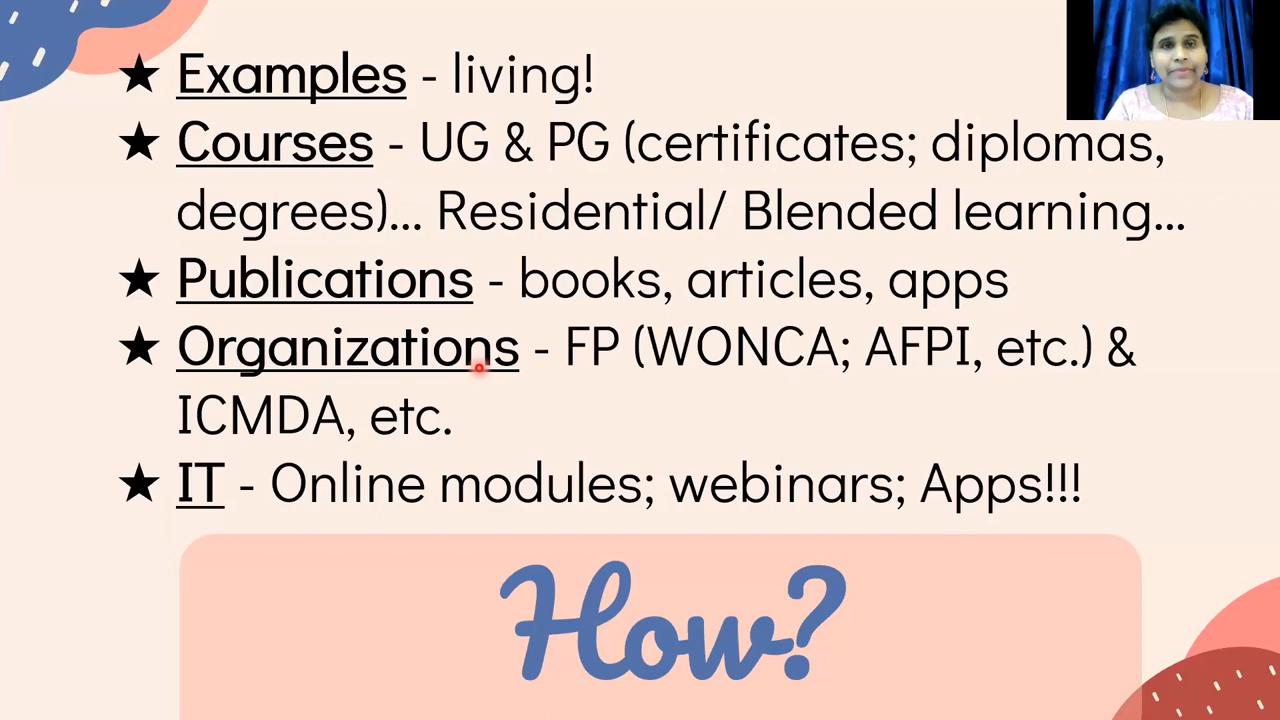 ★ Examples - living!
★ Courses - UG & PG (certificates; diplomas,
degrees)... Residential/ Blended learning...
★ Publications - books, articles, apps
★ Organizations - FP (WONCA; AFPI, etc.) &
ICMDA, etc.
★ IT - Online modules; webinars; Apps!!!
How?